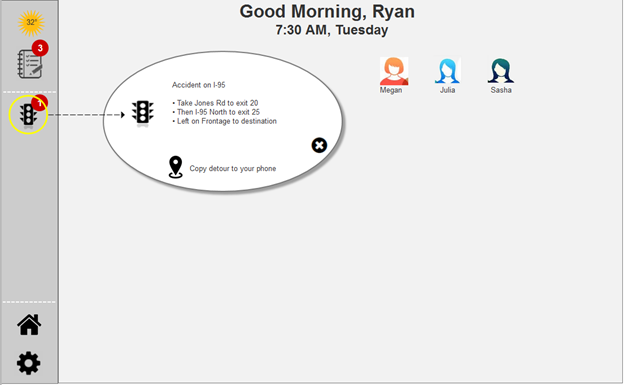 Good Morning, Ryan
7:30 AM, Tuesday
32°
3
1
Accident on I-95
• Take Jones Rd to exit 20
• Then I-95 North to exit 25
• Left on Frontage to destination
Copy detour to your phone
Megan Julia Sasha